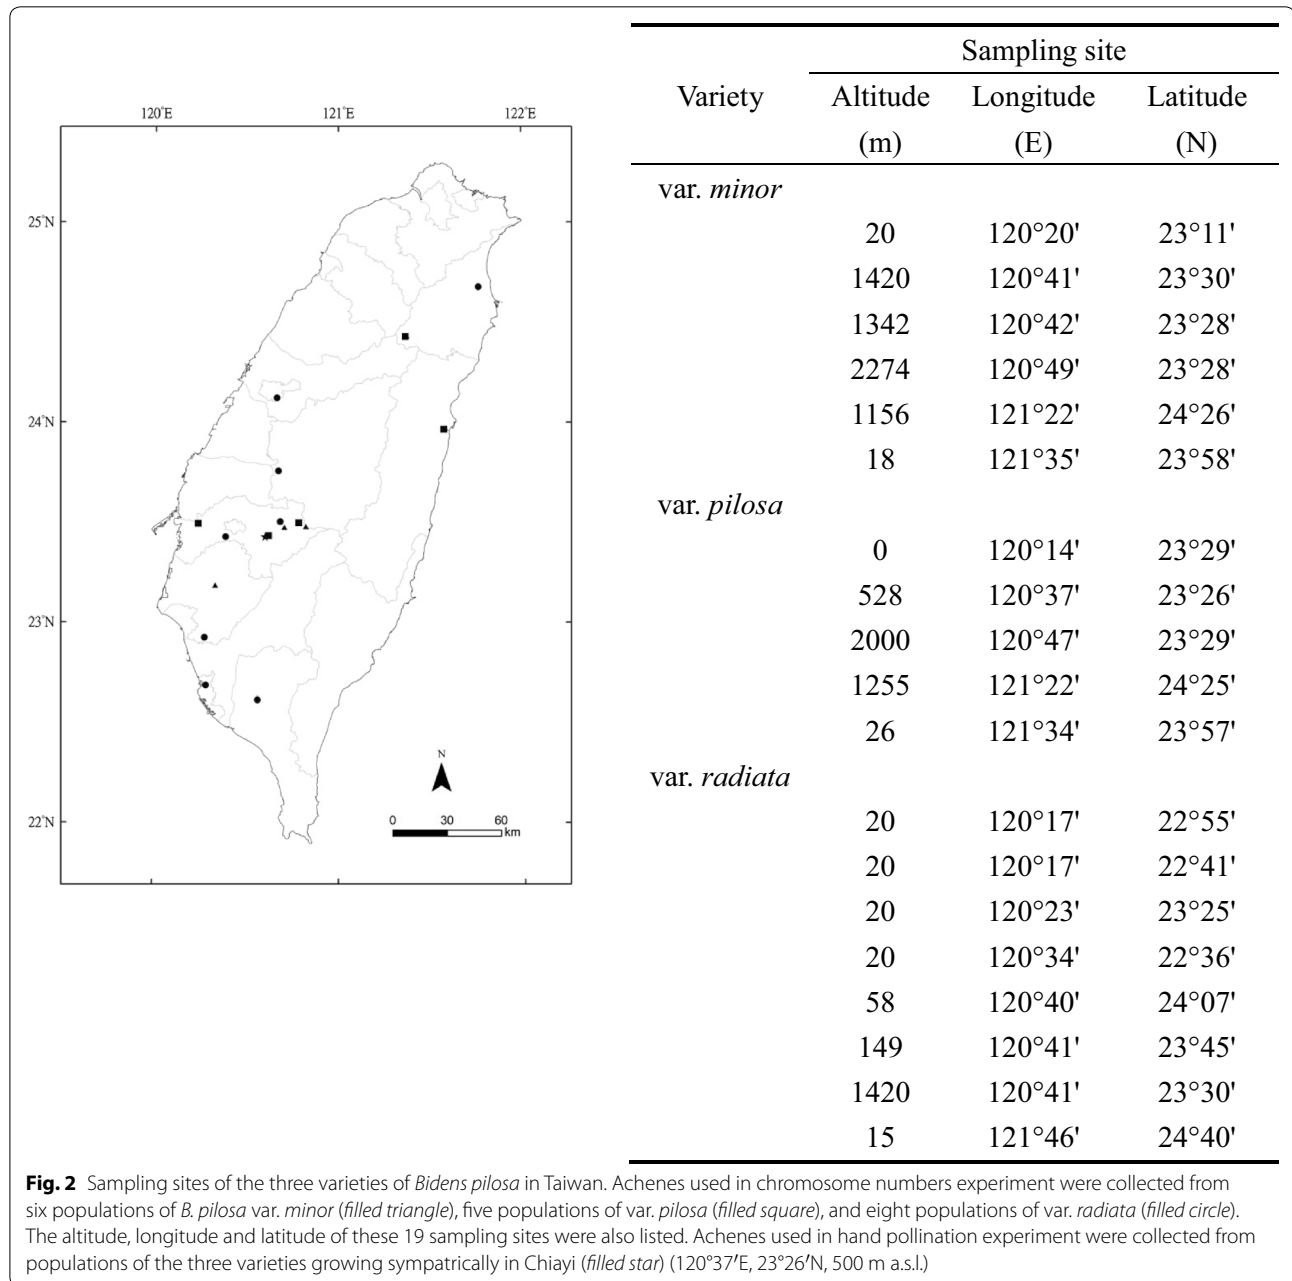 120°E 121°E 122°E
25°N
24°N
23°N
22°N
N
0 30 60
km
Sampling site
Variety Altitude Longitude Latitude
(m) (E) (N)
var. minor
20 120°20' 23°11'
1420 120°41' 23°30'
1342 120°42' 23°28'
2274 120°49' 23°28'
1156 121°22' 24°26'
18 121°35' 23°58'
var. pilosa
0 120°14' 23°29'
528 120°37' 23°26'
2000 120°47' 23°29'
1255 121°22' 24°25'
26 121°34' 23°57'
var. radiata
20 120°17' 22°55'
20 120°17' 22°41'
20 120°23' 23°25'
20 120°34' 22°36'
58 120°40' 24°07'
149 120°41' 23°45'
1420 120°41' 23°30'
15 121°46' 24°40'
Fig. 2 Sampling sites of the three varieties of Bidens pilosa in Taiwan. Achenes used in chromosome numbers experiment were collected from
six populations of B. pilosa var. minor (filled triangle), five populations of var. pilosa (filled square), and eight populations of var. radiata (filled circle).
The altitude, longitude and latitude of these 19 sampling sites were also listed. Achenes used in hand pollination experiment were collected from
populations of the three varieties growing sympatrically in Chiayi (filled star) (120°37′E, 23°26′N, 500 m a.s.l.)